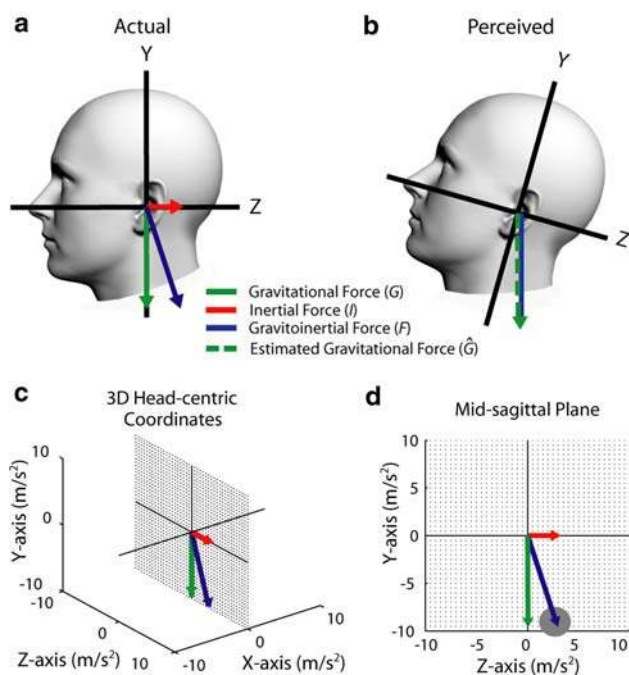 a
Actual
Y
Z
b
Perceived
Y
Z
Gravitational Force (G)
Inertial Force (I)
Gravitoinertial Force (F)
Estimated Gravitational Force (Ĝ)
c
3D Head-centric
Coordinates
10
0
-10
Y-axis (m/s²)
-10
0
10
Z-axis (m/s²)
-10
0
10
X-axis (m/s²)
d
Mid-sagittal Plane
10
5
0
-5
-10
Y-axis (m/s²)
-10
-5
0
5
10
Z-axis (m/s²)